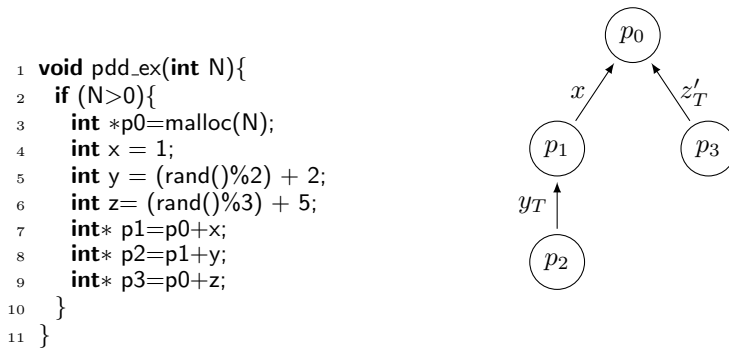 1 void pdd_ex(int N){
2 if (N>0){
3 int *p0=malloc(N);
4 int x = 1;
5 int y = (rand()%2) + 2;
6 int z= (rand()%3) + 5;
7 int* p1=p0+x;
8 int* p2=p1+y;
9 int* p3=p0+z;
10 }
11 }
p₀
x
z′_T
p₁
p₃
y_T
p₂